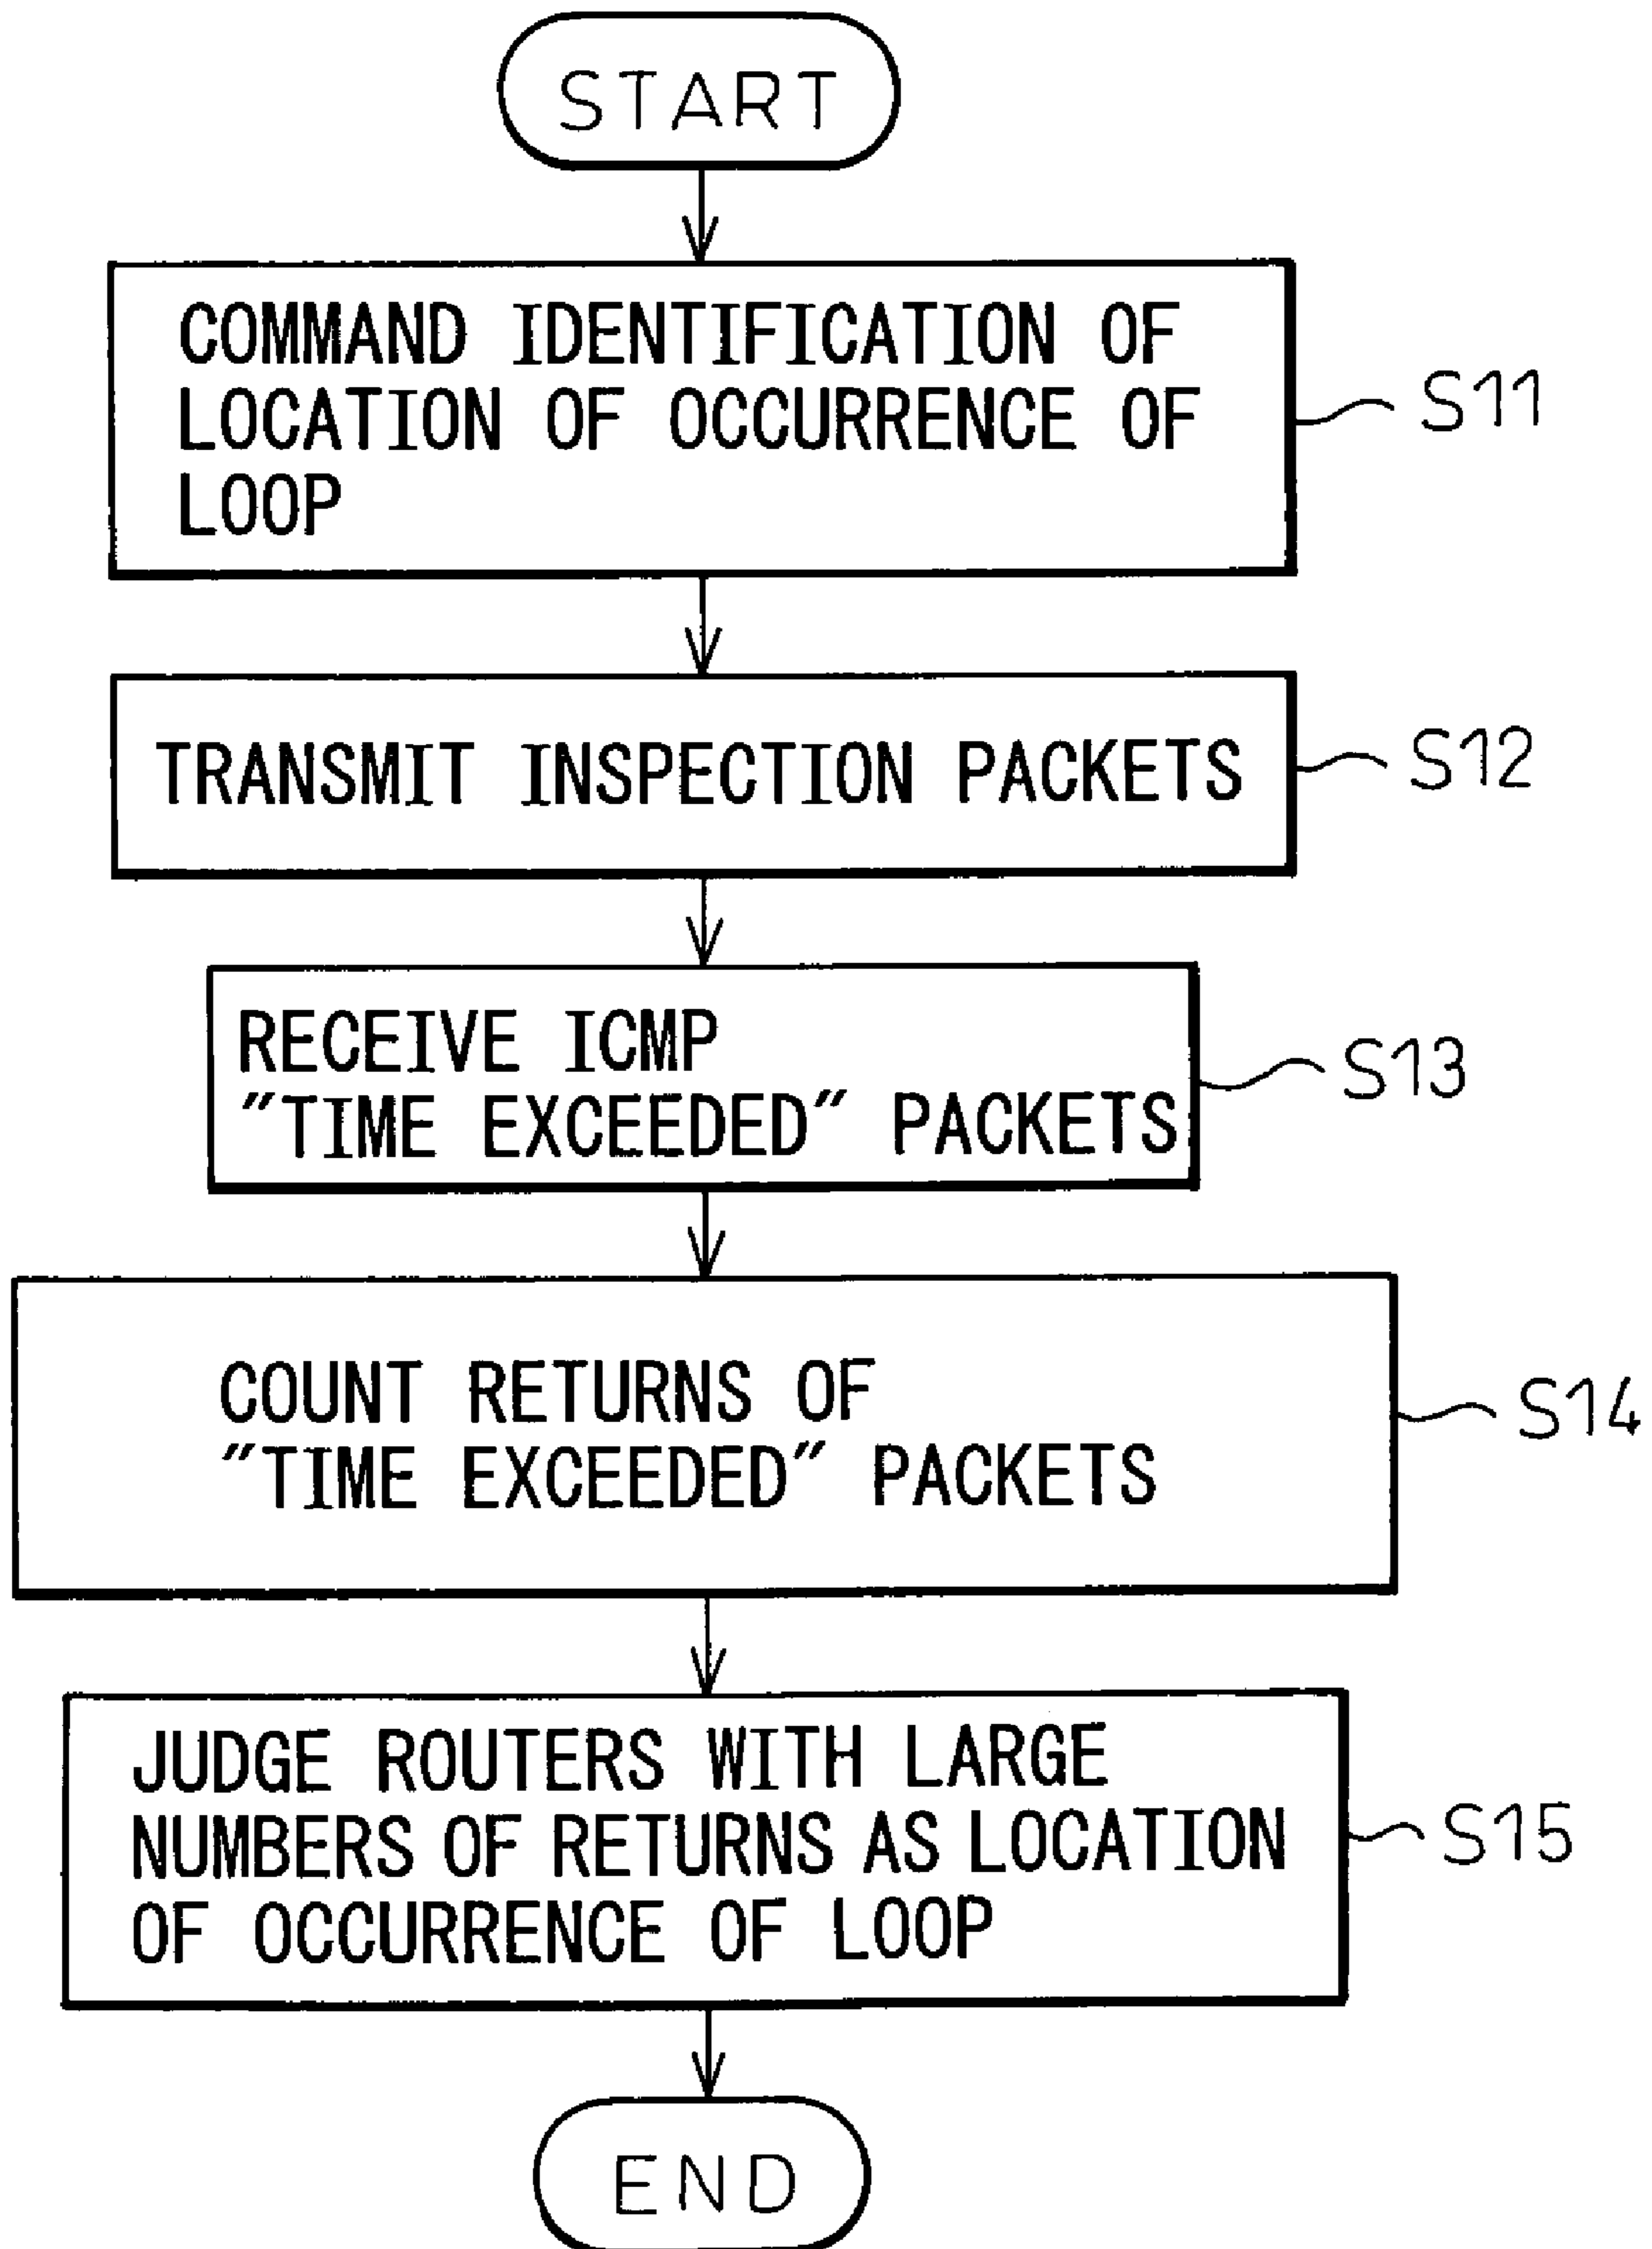 START
COMMAND IDENTIFICATION OF
LOCATION OF OCCURRENCE OF
LOOP
S11
TRANSMIT INSPECTION PACKETS
S12
RECEIVE ICMP
"TIME EXCEEDED" PACKETS
S13
COUNT RETURNS OF
"TIME EXCEEDED" PACKETS
S14
JUDGE ROUTERS WITH LARGE
NUMBERS OF RETURNS AS LOCATION
OF OCCURRENCE OF LOOP
S15
END